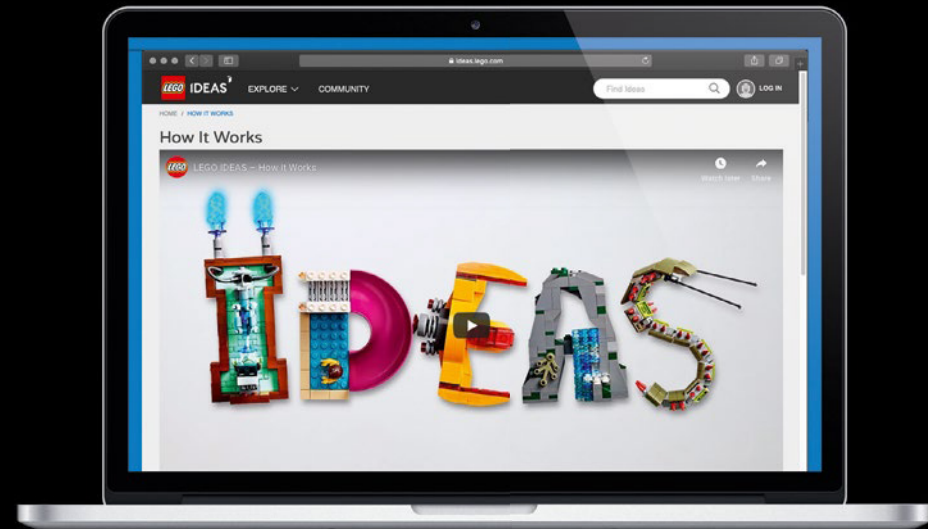 ideas.lego.com
LEGO IDEAS EXPLORE COMMUNITY Find Ideas LOG IN
HOME / HOW IT WORKS
How It Works
LEGO LEGO IDEAS – How It Works
Watch later Share
IDEAS